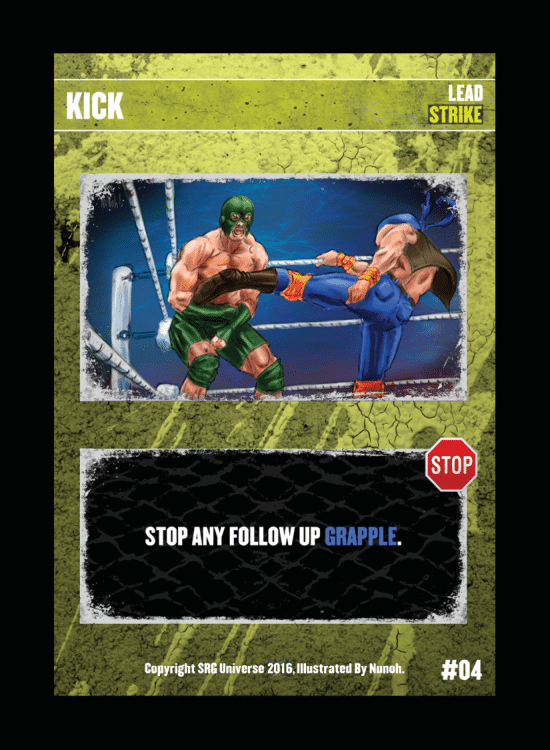 KICK
LEAD
STRIKE
STOP
STOP ANY FOLLOW UP GRAPPLE.
Copyright SRG Universe 2016, Illustrated By Nunoh.
#04